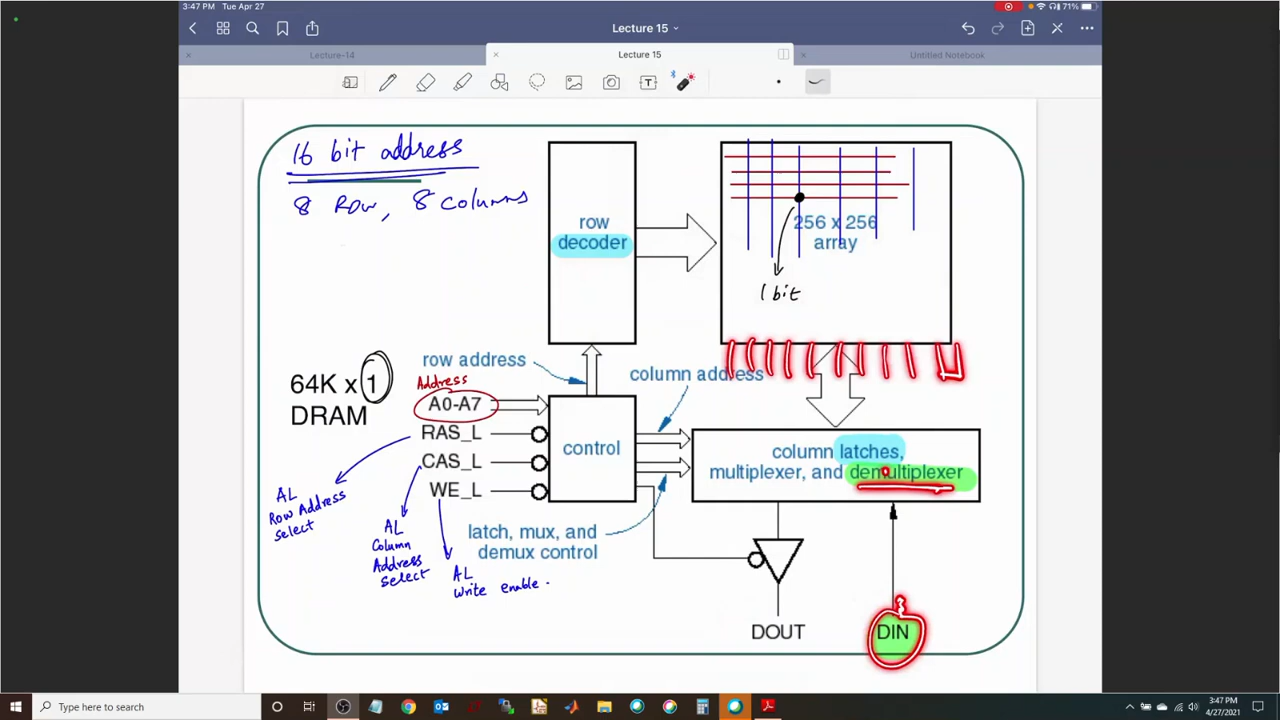 3:47 PM Tue Apr 27
71%
Lecture 15
Lecture-14
Lecture 15
Untitled Notebook
T
16 bit address
8 Row, 8 Columns
row
decoder
256 x 256
array
1 bit
64K x 1
DRAM
row address
column address
Address
A0-A7
RAS_L
CAS_L
WE_L
control
column latches,
multiplexer, and demultiplexer
latch, mux, and
demux control
AL
Row Address
select
AL
Column
Address
Select
AL
Write enable
DOUT
DIN
Type here to search
3:47 PM
4/27/2021